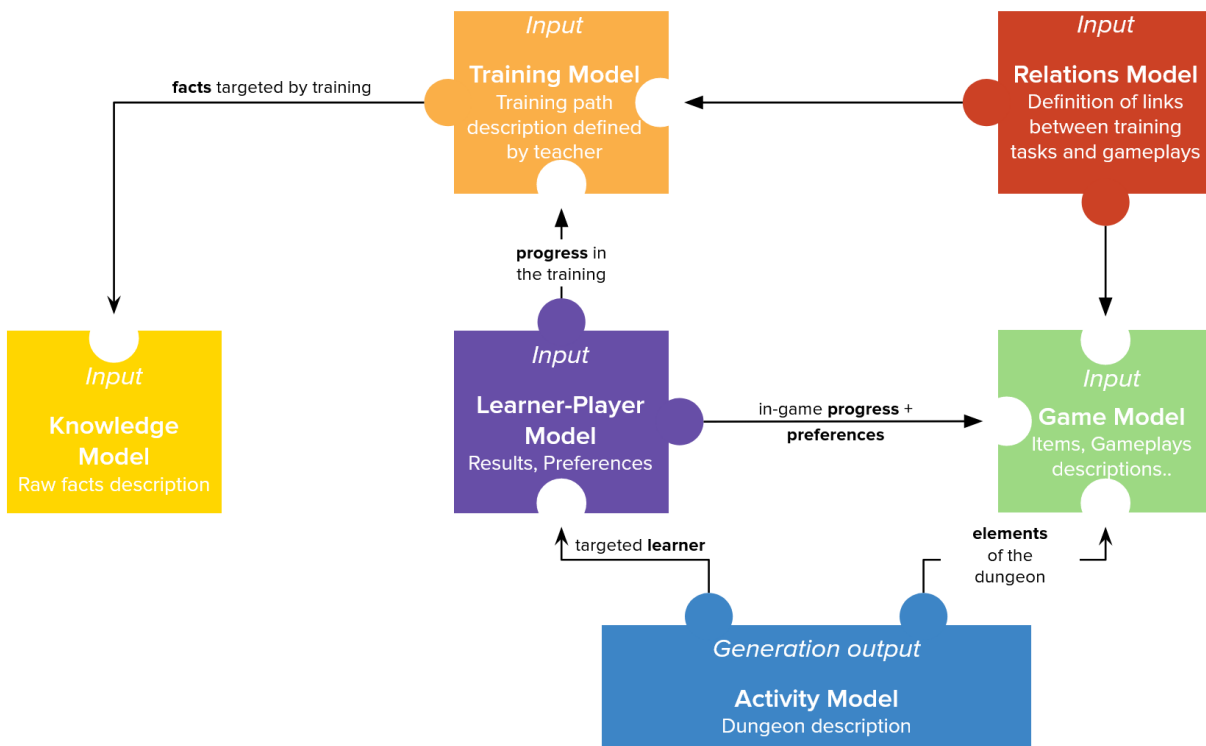 Input
Training Model
Training path
description defined
by teacher
Input
Relations Model
Definition of links
between training
tasks and gameplays
facts targeted by training
progress in
the training
Input
Knowledge
Model
Raw facts description
Input
Learner-Player
Model
Results, Preferences
in-game progress +
preferences
Input
Game Model
Items, Gameplays
descriptions..
targeted learner
elements
of the
dungeon
Generation output
Activity Model
Dungeon description